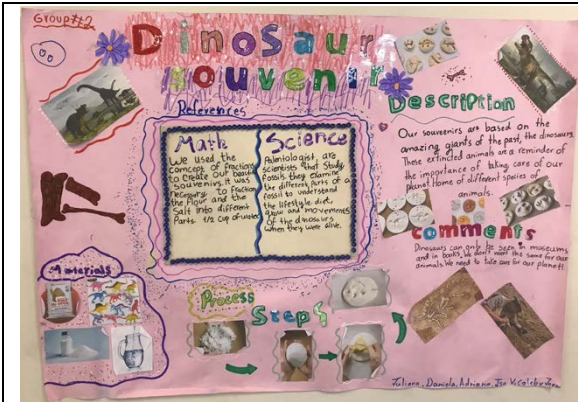 Group #2
Dinosaur
souvenir
References
Math
We used the
concept of fractions
to create our
souvenirs. it was
necessary to fraction
the flour and the
Salt into different
Parts 1/2 cup of
Science
are
scientists that Study
Fossils they examine
the different parts of a
Fossil to understand
the lifestyle, diet,
and movements
Of the dinosaurs
when they were alive.
Description
Our souvenirs are based on the
amazing giants of the past, the dinosaurs
These extincted animals are a reminder of
the importance of taking care of our
planet. Home of different species of
animals.
comments
Dinosaurs can only be seen in museums
and in books. We don't want the same for our
animals. We need to take care for our planet!
Materials
Process
Steps
Juliana, Daniela, Adriana,